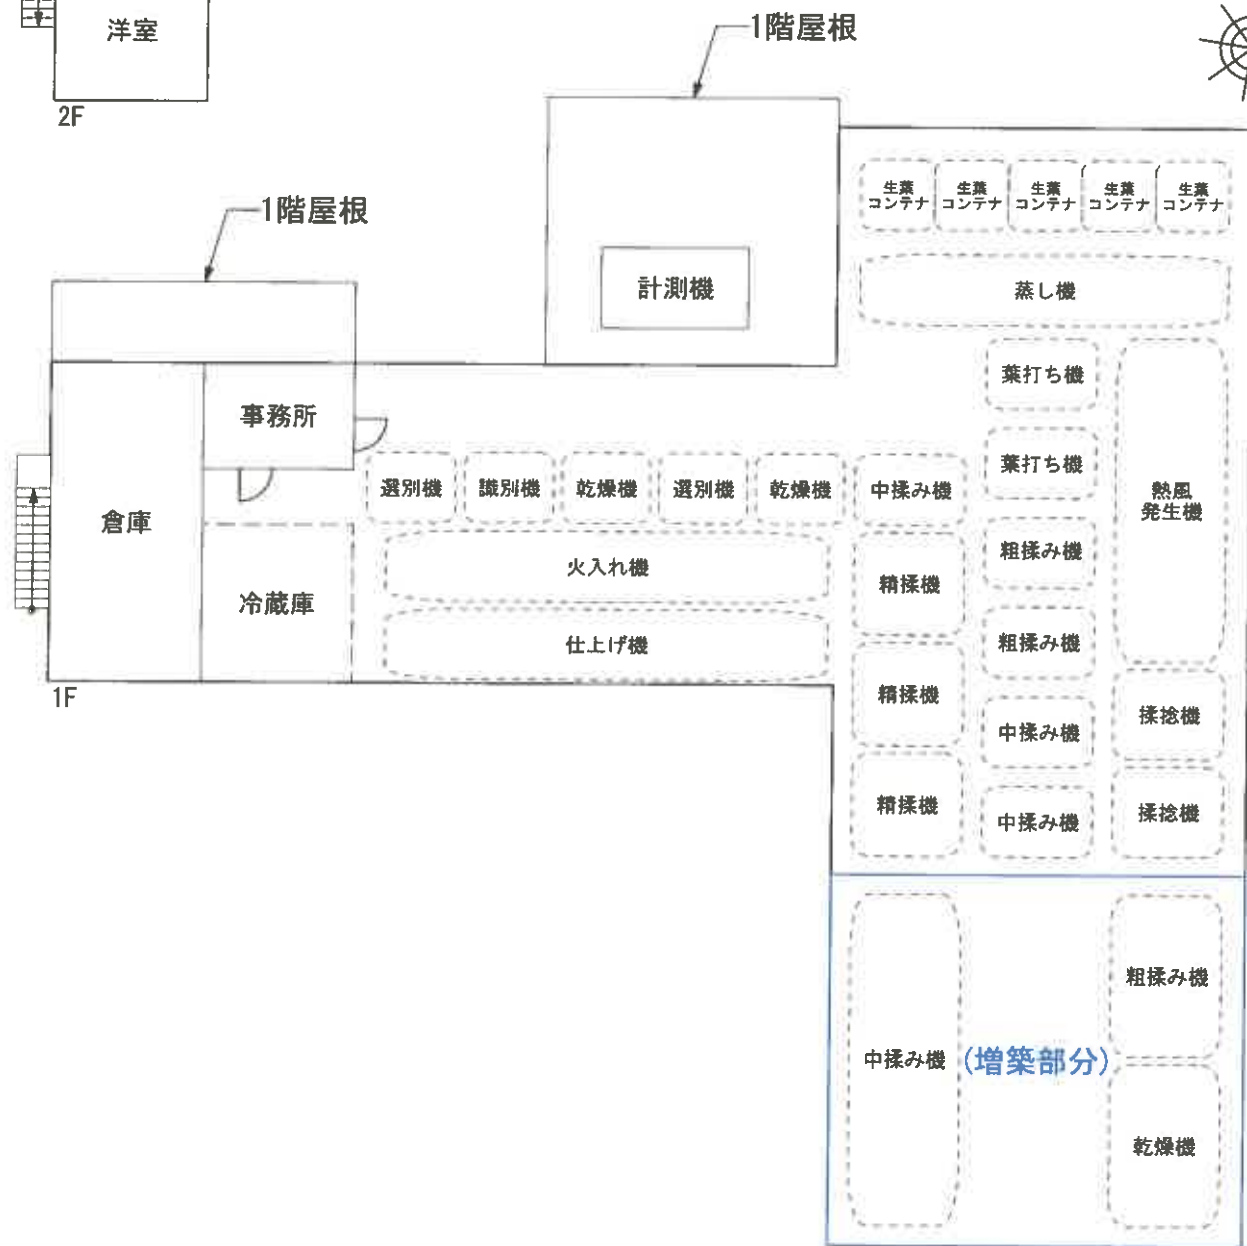 洋室
2F
1階屋根
1階屋根
計測機
生葉
コンテナ
生葉
コンテナ
生葉
コンテナ
生葉
コンテナ
生葉
コンテナ
蒸し機
葉打ち機
葉打ち機
熱風
発生機
事務所
倉庫
冷蔵庫
選別機
識別機
乾燥機
選別機
乾燥機
中揉み機
火入れ機
仕上げ機
精揉機
精揉機
精揉機
粗揉み機
粗揉み機
中揉み機
中揉み機
揉捻機
揉捻機
1F
中揉み機
(増築部分)
粗揉み機
乾燥機